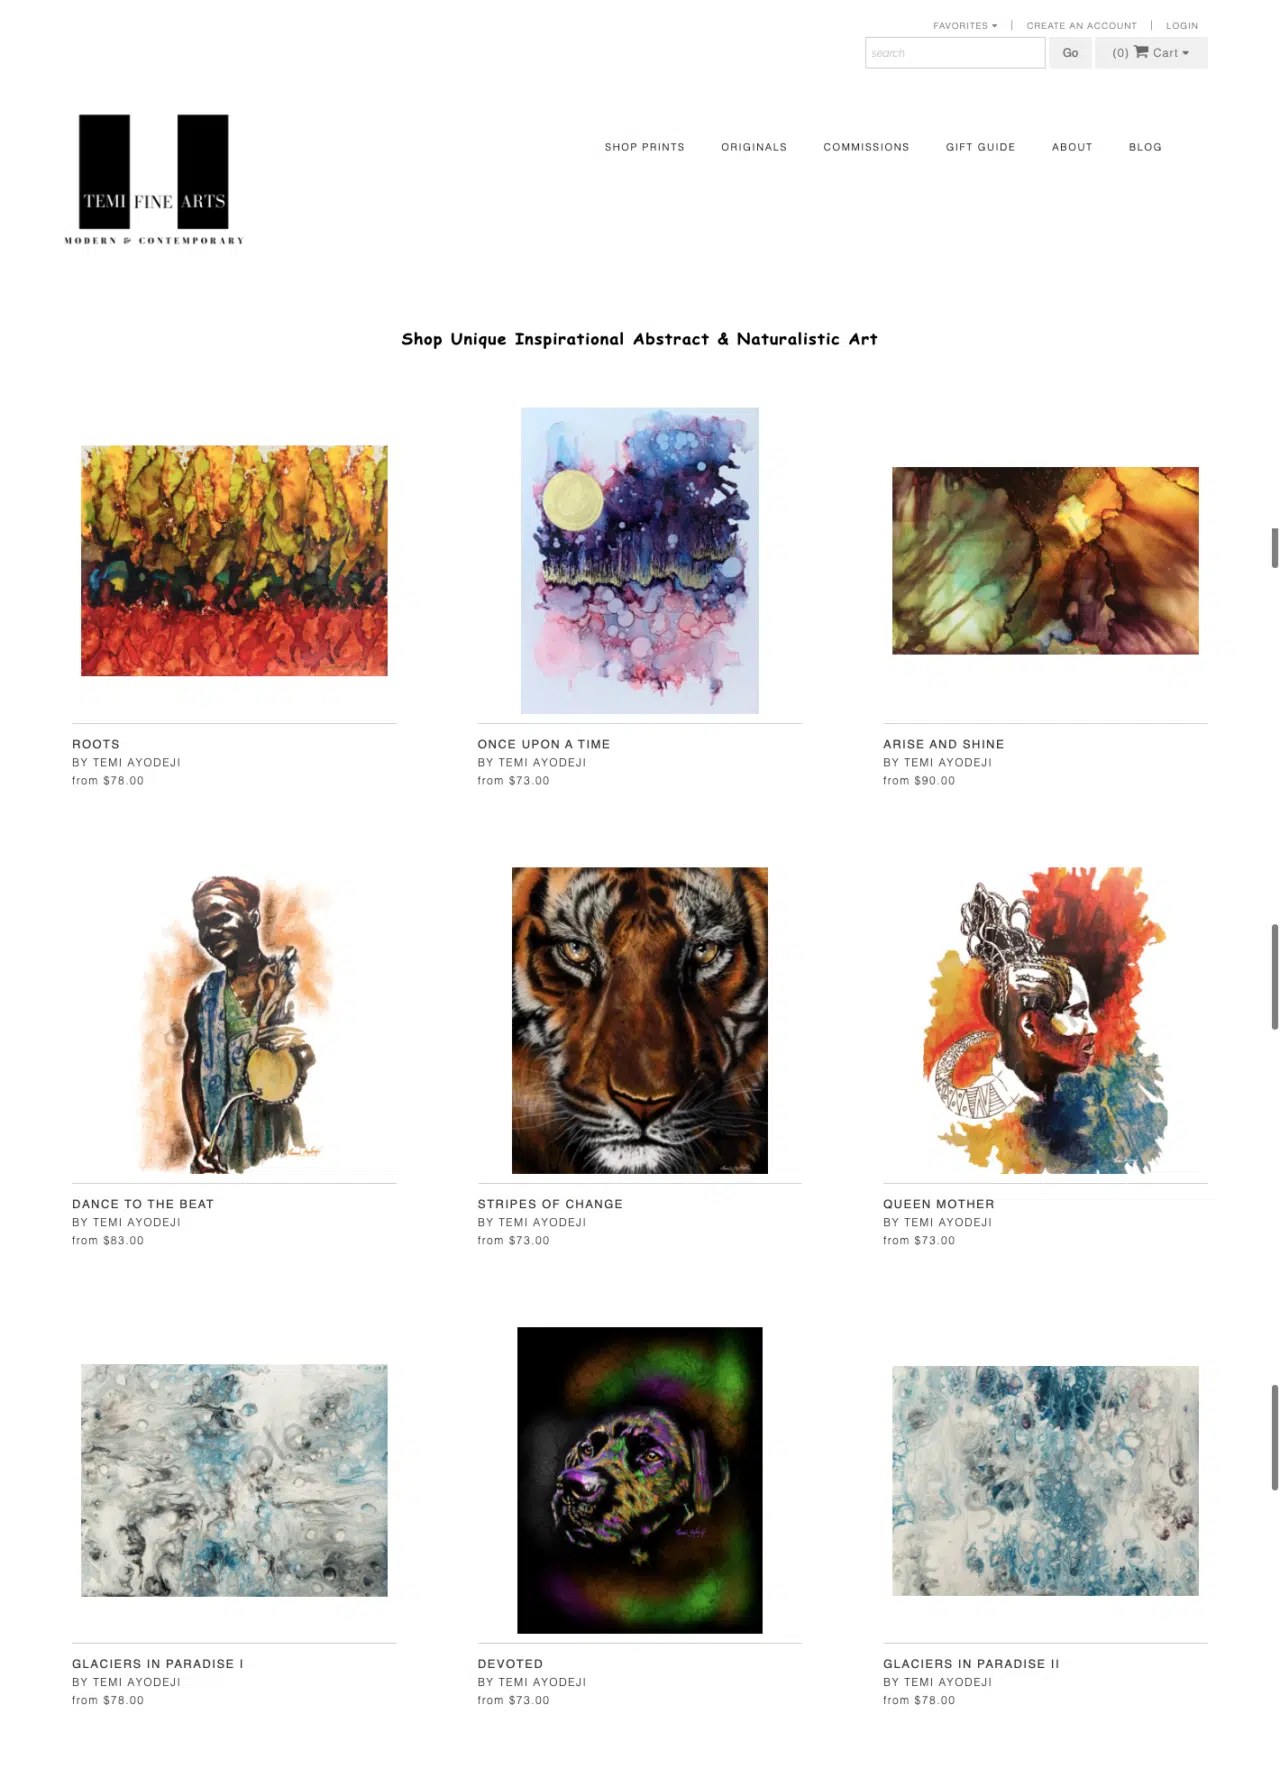 FAVORITES
CREATE AN ACCOUNT
LOGIN
search
Go
(0) Cart
TEMI FINE ARTS
MODERN & CONTEMPORARY
SHOP PRINTS
ORIGINALS
COMMISSIONS
GIFT GUIDE
ABOUT
BLOG
Shop Unique Inspirational Abstract & Naturalistic Art
ROOTS
BY TEMI AYODEJI
from $78.00
ONCE UPON A TIME
BY TEMI AYODEJI
from $73.00
ARISE AND SHINE
BY TEMI AYODEJI
from $90.00
DANCE TO THE BEAT
BY TEMI AYODEJI
from $83.00
STRIPES OF CHANGE
BY TEMI AYODEJI
from $73.00
QUEEN MOTHER
BY TEMI AYODEJI
from $73.00
GLACIERS IN PARADISE I
BY TEMI AYODEJI
from $78.00
DEVOTED
BY TEMI AYODEJI
from $73.00
GLACIERS IN PARADISE II
BY TEMI AYODEJI
from $78.00